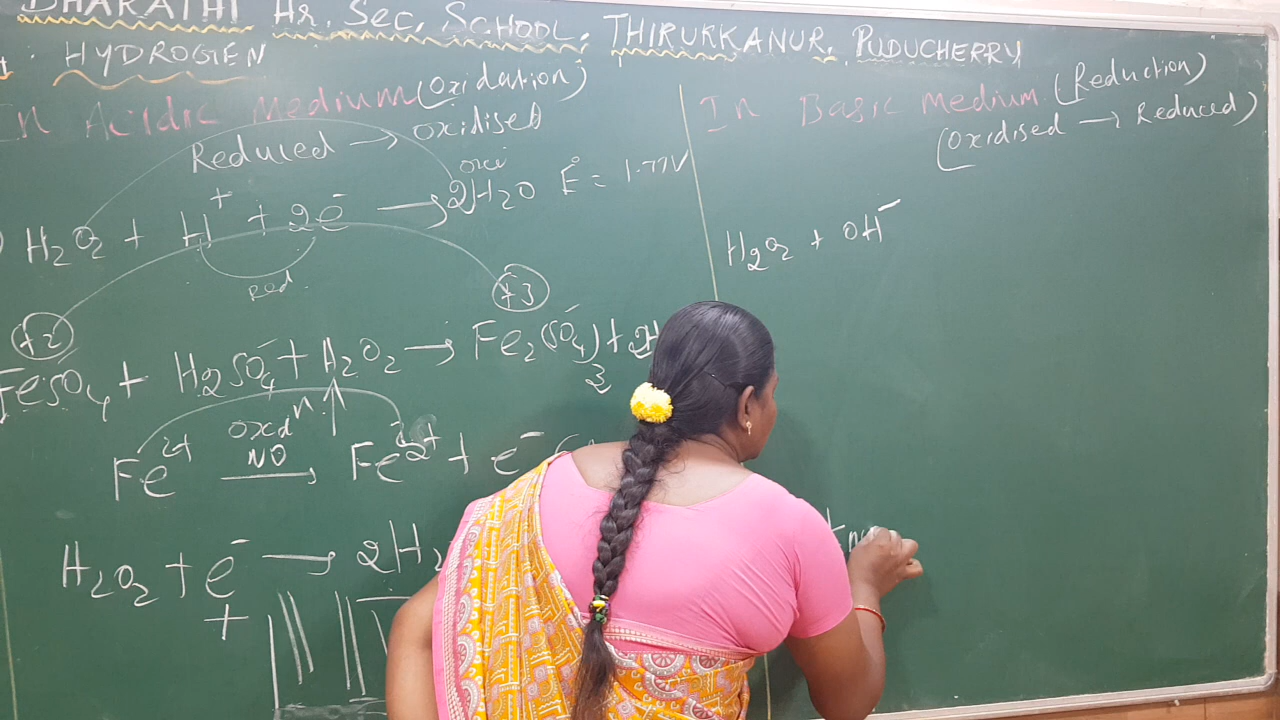 BHARATHI Hr. Sec. SCHOOL, THIRUKKANUR, PUDUCHERRY
HYDROGEN
In Acidic Medium (Oxidation)
Reduced → oxidised
oxi
H₂O₂ + H⁺ + 2e⁻ → 2H₂O E° = 1.77V
red.
+2 +3
FeSO₄ + H₂SO₄ + H₂O₂ → Fe₂(SO₄)₃ + 2H
oxdⁿ
NO
Fe²⁺ → Fe²⁺ + e⁻
H₂O₂ + e⁻ → 2H₂
+
In Basic Medium (Reduction)
(Oxidised → Reduced)
H₂O₂ + OH⁻